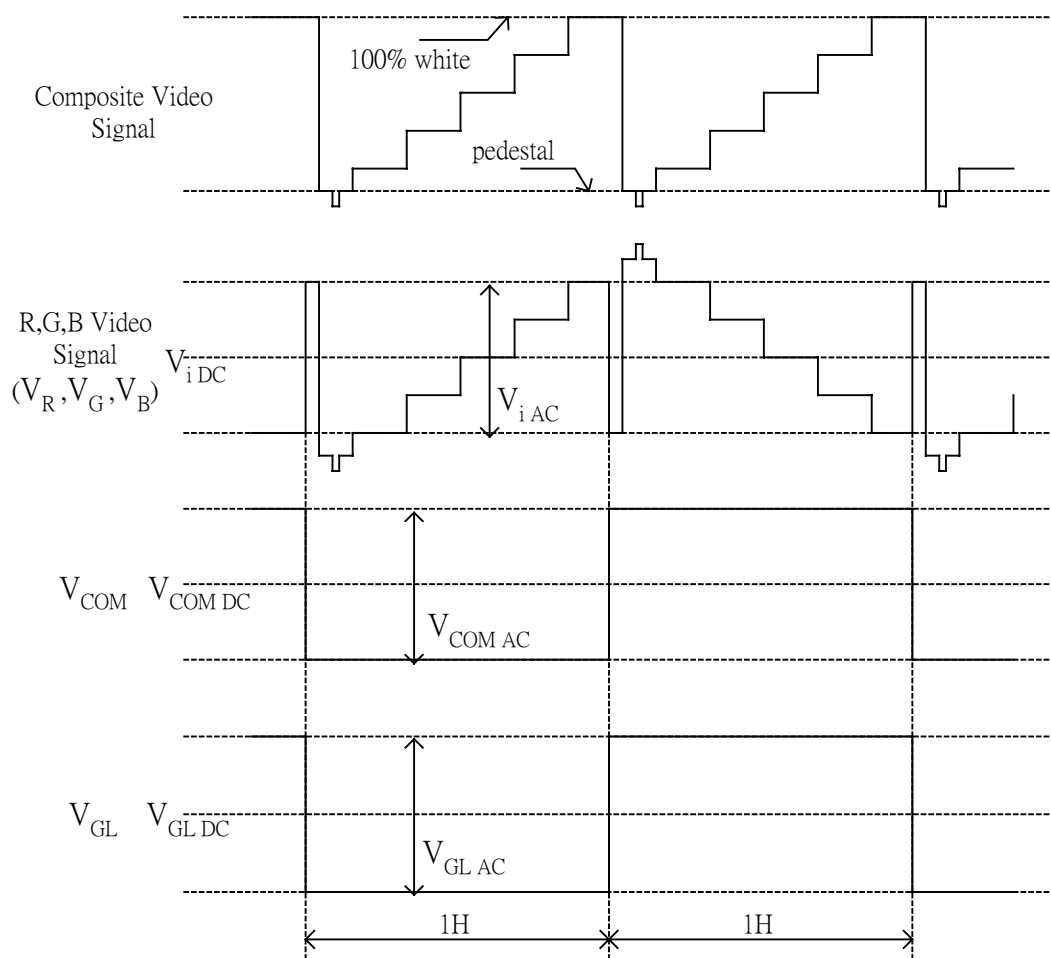 100% white
Composite Video
Signal
pedestal
R,G,B Video
Signal
(V_R ,V_G ,V_B)
V_i DC
V_i AC
V_COM V_COM DC
V_COM AC
V_GL V_GL DC
V_GL AC
1H 1H